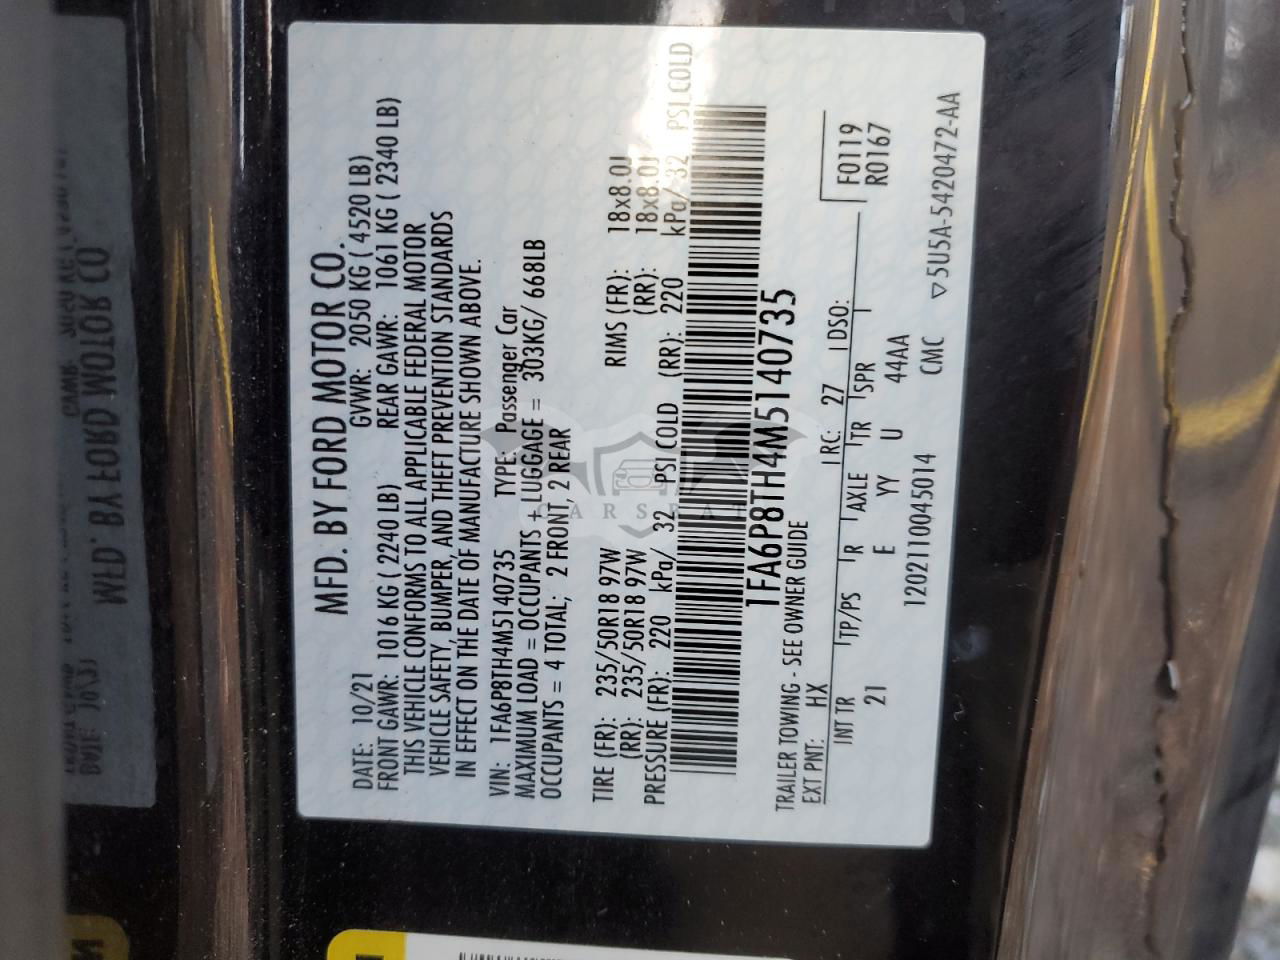 MFD. BY FORD MOTOR CO.
DATE: 10/21 GVWR: 2050 KG ( 4520 LB)
FRONT GAWR: 1016 KG ( 2240 LB) REAR GAWR: 1061 KG ( 2340 LB)
THIS VEHICLE CONFORMS TO ALL APPLICABLE FEDERAL MOTOR
VEHICLE SAFETY, BUMPER, AND THEFT PREVENTION STANDARDS
IN EFFECT ON THE DATE OF MANUFACTURE SHOWN ABOVE.
VIN: 1FA6P8TH4M5140735 TYPE: Passenger Car
MAXIMUM LOAD = OCCUPANTS + LUGGAGE = 303KG/ 668LB
OCCUPANTS = 4 TOTAL, 2 FRONT, 2 REAR
TIRE (FR): 235/50R18 97W RIMS (FR): 18x8.0J
(RR): 235/50R18 97W (RR): 18x8.0J
PRESSURE (FR): 220 kPa/ 32 PSI COLD (RR): 220 kPa/ 32 PSI COLD
1FA6P8TH4M5140735
TRAILER TOWING - SEE OWNER GUIDE
EXT PNT: HX RC: 27 DSO:
F0119
R0167
INT TR TP/PS R AXLE TR SPR
21 E YY U 44AA
1202110045014 CMC ▽5U5A-5420472-AA
CARSBAT
MFD. BY FORD MOTOR CO